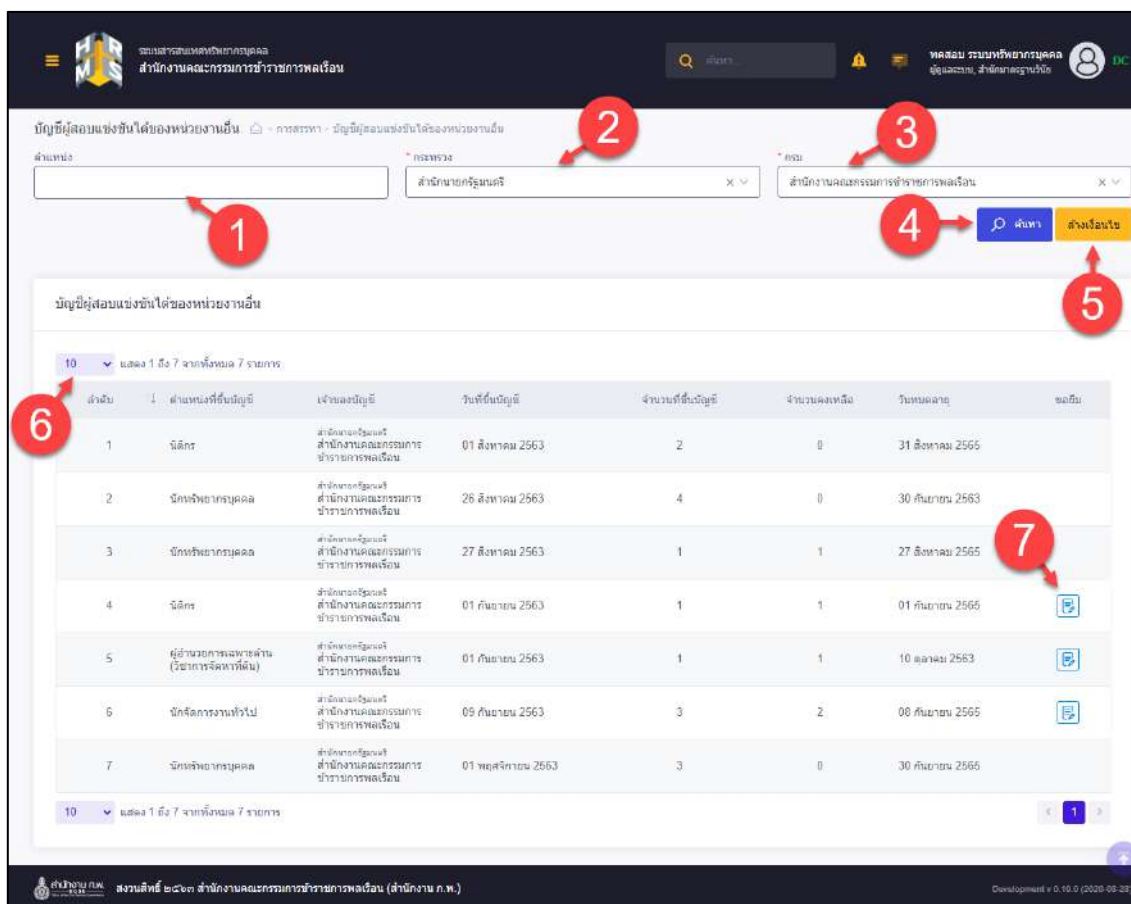 ระบบสารสนเทศทรัพยากรบุคคล
สำนักงานคณะกรรมการข้าราชการพลเรือน
HR
MS
ค้นหา...
ทดสอบ ระบบทรัพยากรบุคคล
ผู้ดูแลระบบ, สำนักมาตรฐานวินัย
DC
บัญชีผู้สอบแข่งขันได้ของหน่วยงานอื่น - การสรรหา - บัญชีผู้สอบแข่งขันได้ของหน่วยงานอื่น
ตำแหน่ง * กระทรวง * กรม
สำนักนายกรัฐมนตรี สำนักงานคณะกรรมการข้าราชการพลเรือน
1 2 3 4 5
ค้นหา ล้างเงื่อนไข
บัญชีผู้สอบแข่งขันได้ของหน่วยงานอื่น
10 แสดง 1 ถึง 7 จากทั้งหมด 7 รายการ
6
ลำดับ ตำแหน่งที่ขึ้นบัญชี เจ้าของบัญชี วันที่ขึ้นบัญชี จำนวนที่ขึ้นบัญชี จำนวนคงเหลือ วันหมดอายุ ขอยืม
สำนักนายกรัฐมนตรี
1 นิติกร สำนักงานคณะกรรมการ 01 สิงหาคม 2563 2 0 31 สิงหาคม 2565
ข้าราชการพลเรือน
สำนักนายกรัฐมนตรี
2 นักทรัพยากรบุคคล สำนักงานคณะกรรมการ 26 สิงหาคม 2563 4 0 30 กันยายน 2563
ข้าราชการพลเรือน
สำนักนายกรัฐมนตรี
3 นักทรัพยากรบุคคล สำนักงานคณะกรรมการ 27 สิงหาคม 2563 1 1 27 สิงหาคม 2565
ข้าราชการพลเรือน
7
สำนักนายกรัฐมนตรี
4 นิติกร สำนักงานคณะกรรมการ 01 กันยายน 2563 1 1 01 กันยายน 2565
ข้าราชการพลเรือน
สำนักนายกรัฐมนตรี
5 ผู้อำนวยการเฉพาะด้าน สำนักงานคณะกรรมการ 01 กันยายน 2563 1 1 10 ตุลาคม 2563
(วิชาการจัดหาที่ดิน) ข้าราชการพลเรือน
สำนักนายกรัฐมนตรี
6 นักจัดการงานทั่วไป สำนักงานคณะกรรมการ 09 กันยายน 2563 3 2 08 กันยายน 2565
ข้าราชการพลเรือน
สำนักนายกรัฐมนตรี
7 นักทรัพยากรบุคคล สำนักงานคณะกรรมการ 01 พฤศจิกายน 2563 3 0 30 กันยายน 2565
ข้าราชการพลเรือน
10 แสดง 1 ถึง 7 จากทั้งหมด 7 รายการ 1
สำนักงาน ก.พ. สงวนสิทธิ์ ๒๕๖๓ สำนักงานคณะกรรมการข้าราชการพลเรือน (สำนักงาน ก.พ.) Development v 0.10.0 (2020-08-28)